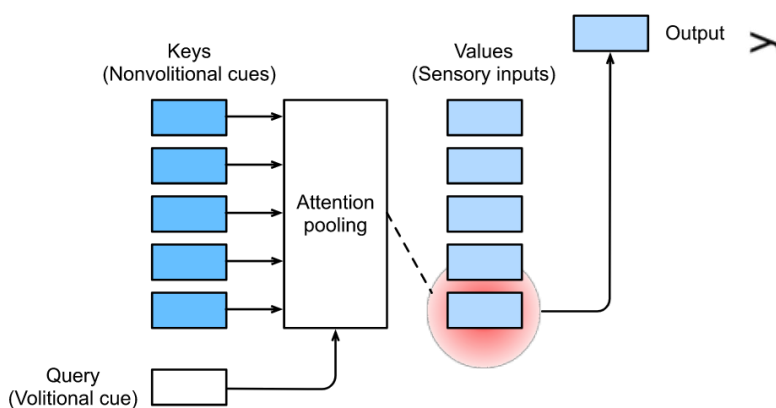 Keys
(Nonvolitional cues)
Values
(Sensory inputs)
Output
Attention
pooling
Query
(Volitional cue)